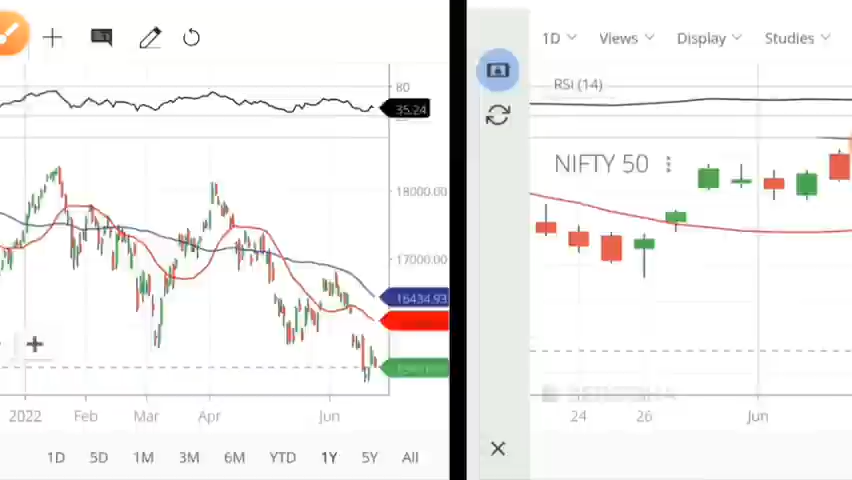 80
35.24
18000.00
17000.00
16434.93
2022 Feb Mar Apr Jun
1D 5D 1M 3M 6M YTD 1Y 5Y All
1D Views Display Studies
RSI (14)
NIFTY 50
24 26 Jun